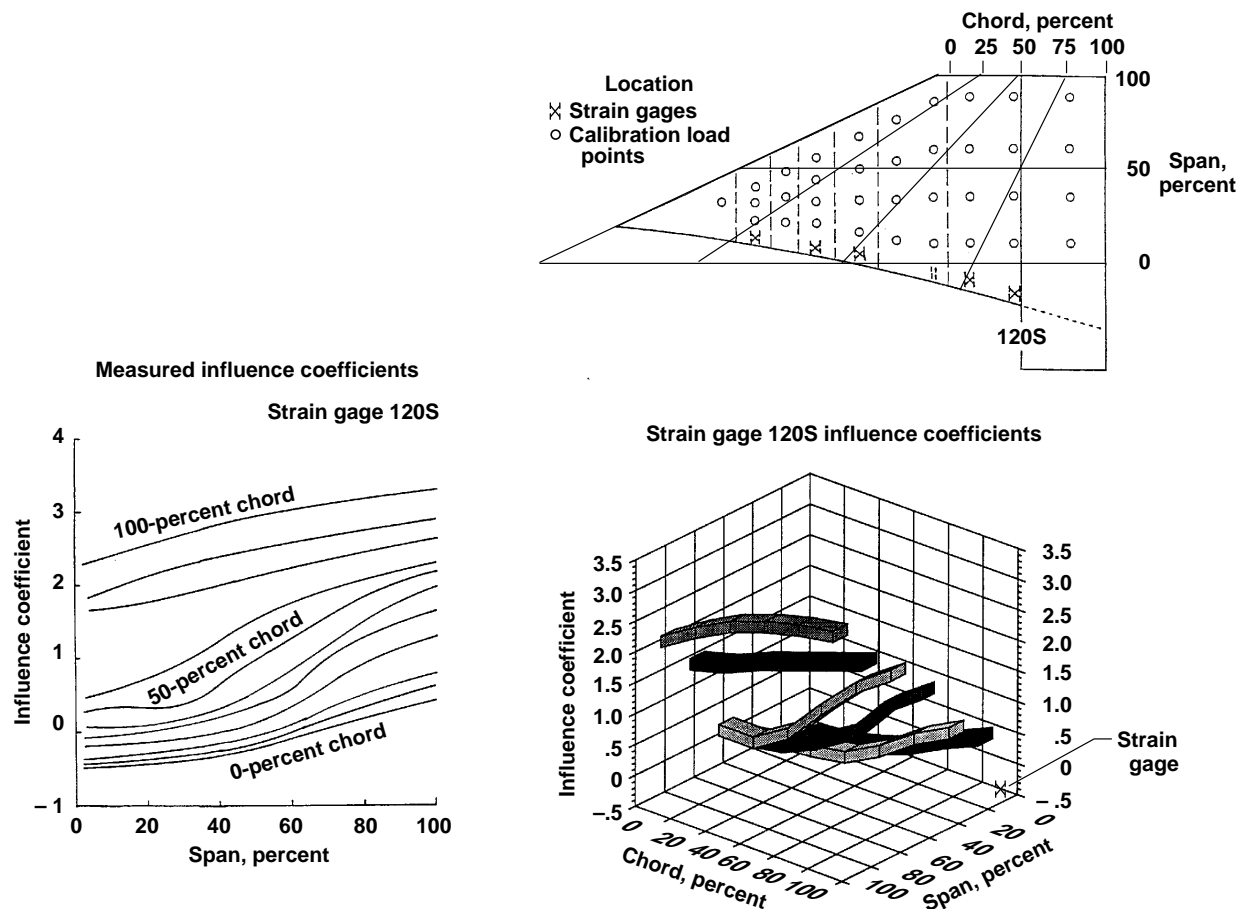 Chord, percent
0 25 50 75 100
Location
Strain gages
Calibration load
points
100
50
0
Span,
percent
120S
Measured influence coefficients
Strain gage 120S
4
3
2
1
0
– 1
Influence coefficient
100-percent chord
50-percent chord
0-percent chord
0 20 40 60 80 100
Span, percent
Strain gage 120S influence coefficients
3.5
3.0
2.5
2.0
1.5
1.0
.5
0
–.5
Influence coefficient
3.5
3.0
2.5
2.0
1.5
1.0
.5
0
– .5
Strain
gage
0 20 40 60 80 100
Chord, percent
100 80 60 40 20 0
Span, percent